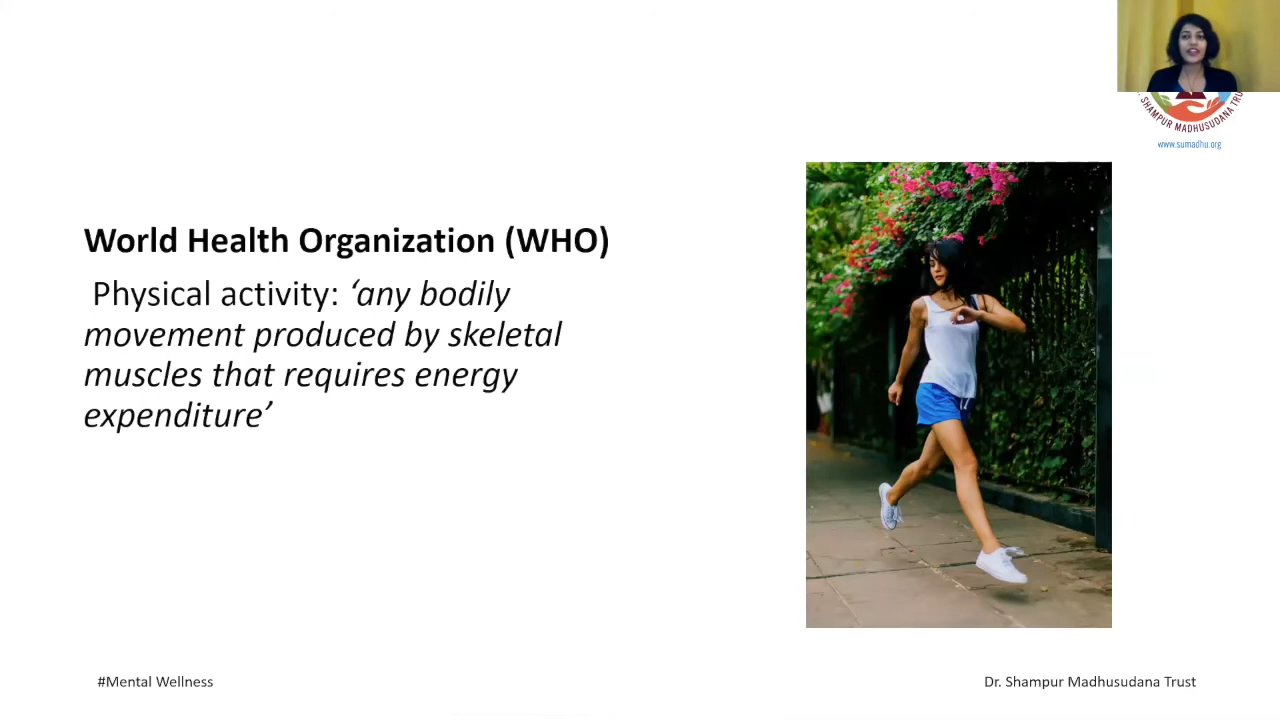 SHAMPUR MADHUSUDANA TRU
www.sumadhu.org
World Health Organization (WHO)
Physical activity: ‘any bodily
movement produced by skeletal
muscles that requires energy
expenditure’
#Mental Wellness
Dr. Shampur Madhusudana Trust